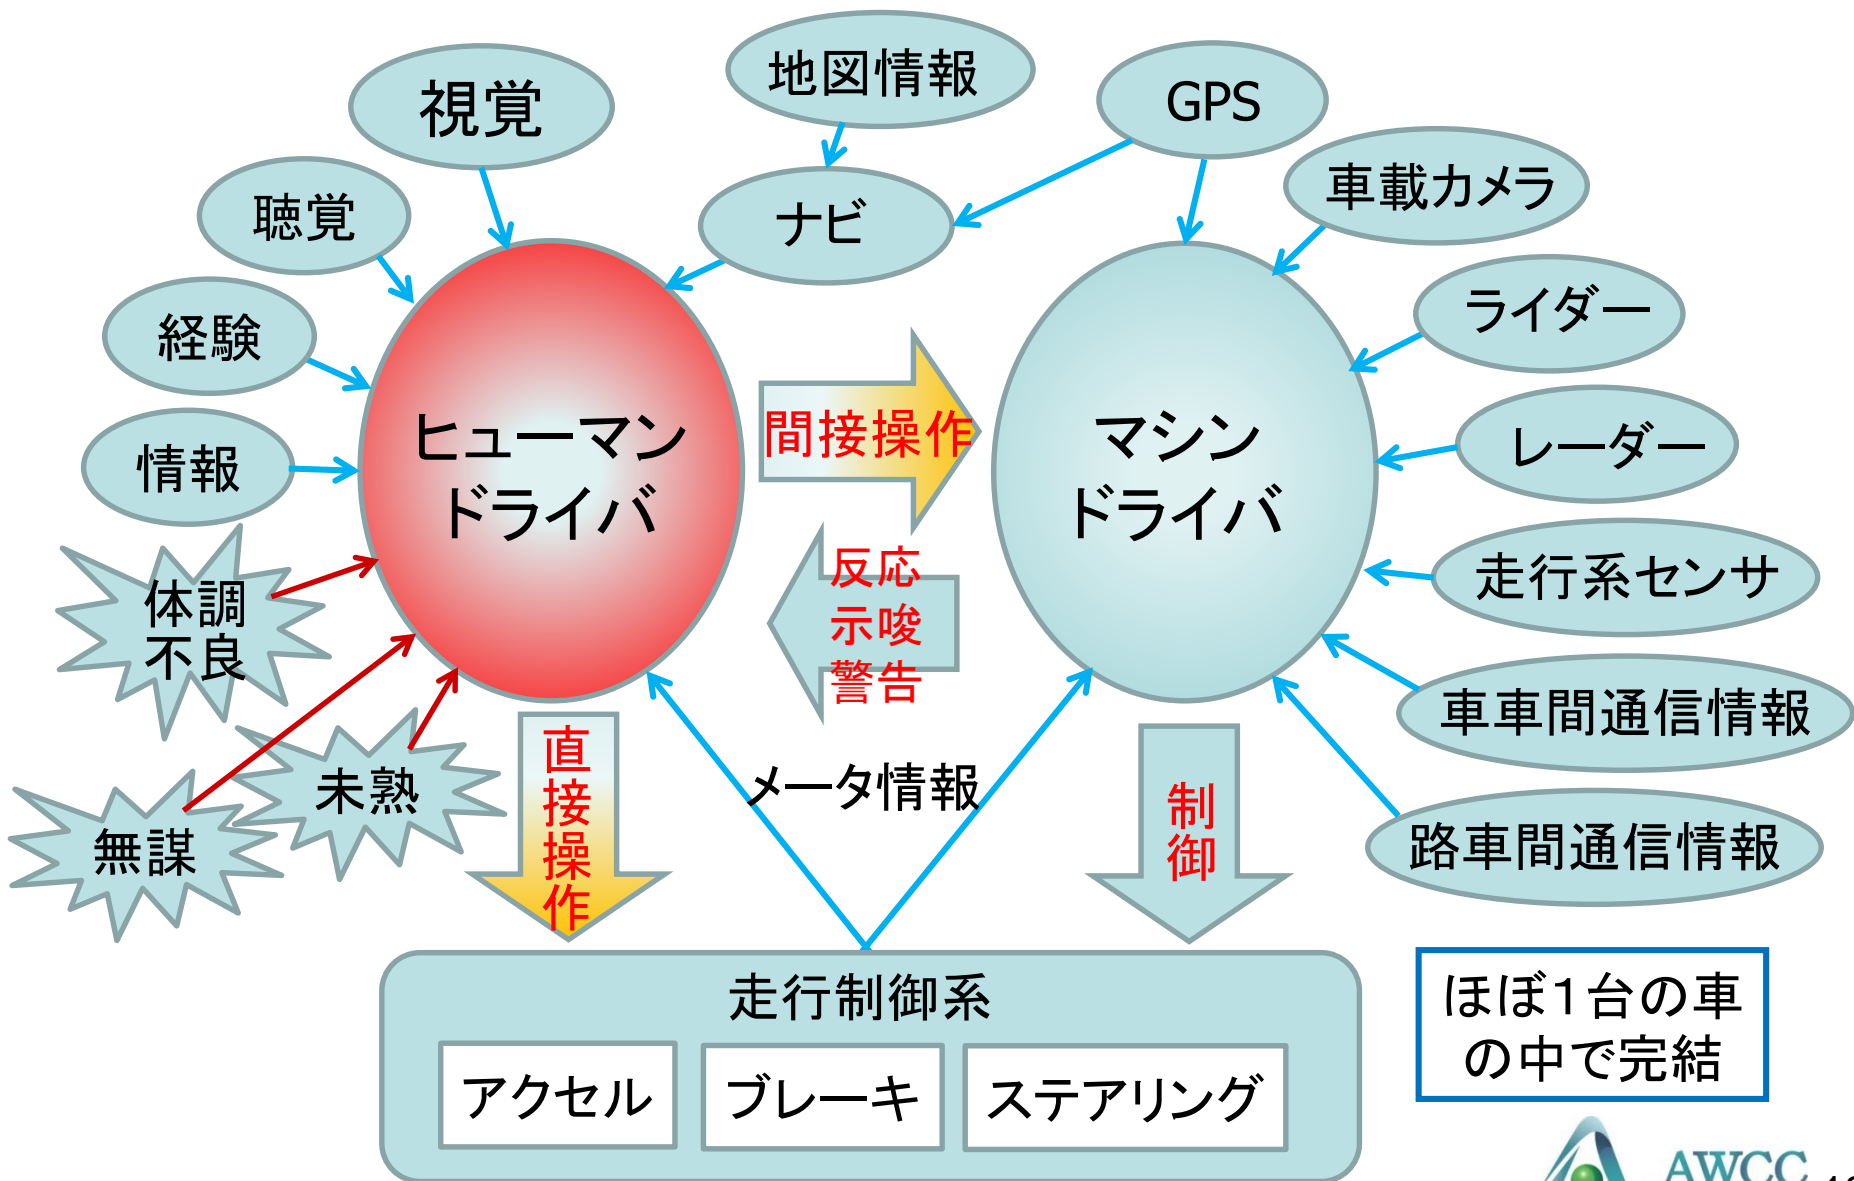 視覚
地図情報
GPS
車載カメラ
聴覚
ナビ
ライダー
経験
ヒューマン
ドライバ
間接操作
マシン
ドライバ
レーダー
情報
反応
示唆
警告
走行系センサ
体調
不良
車車間通信情報
直接操作
メータ情報
制御
未熟
無謀
路車間通信情報
走行制御系
アクセル
ブレーキ
ステアリング
ほぼ1台の車
の中で完結
AWCC